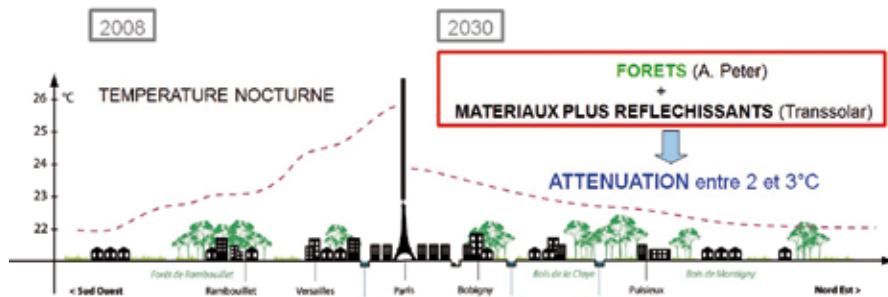 2008
2030
FORETS (A. Peter)
+
MATERIAUX PLUS REFLECHISSANTS (Transsolar)
ATTENUATION entre 2 et 3°C
°C
TEMPERATURE NOCTURNE
26
25
24
23
22
Forêt de Rambouillet
Bois de la Claye
Bois de Montigny
< Sud Ouest
Rambouillet
Versailles
Paris
Bobigny
Puisieux
Nord Est >